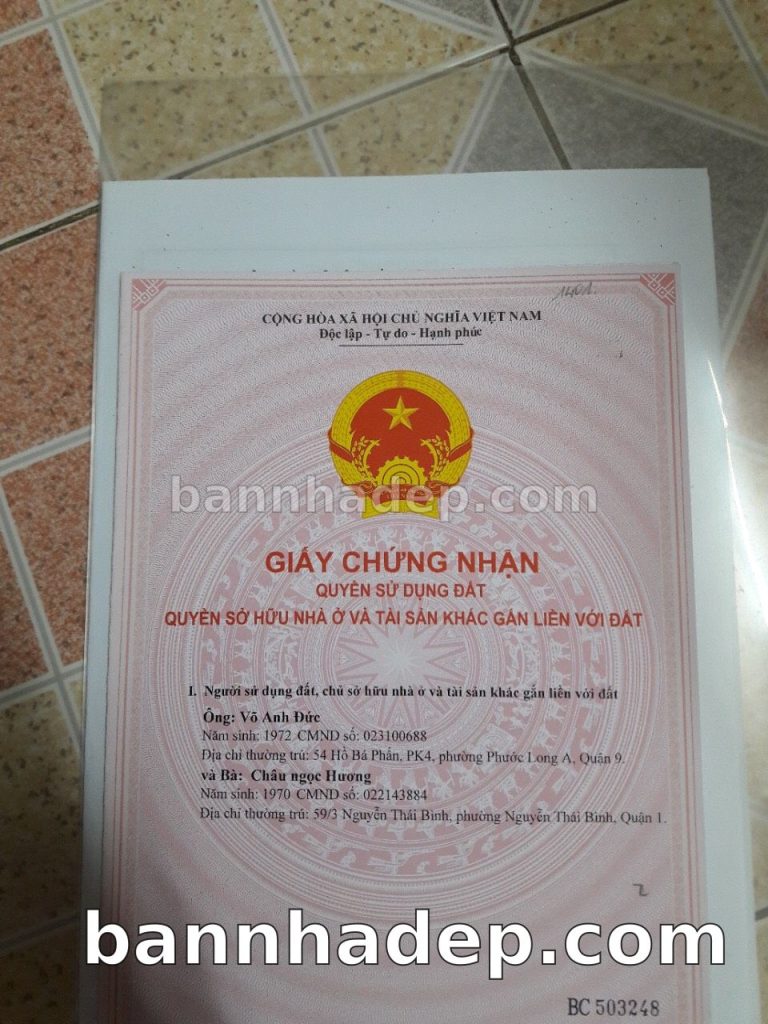 1401.
CỘNG HÒA XÃ HỘI CHỦ NGHĨA VIỆT NAM
Độc lập - Tự do - Hạnh phúc
bannhadep.com
GIẤY CHỨNG NHẬN
QUYỀN SỬ DỤNG ĐẤT
QUYỀN SỞ HỮU NHÀ Ở VÀ TÀI SẢN KHÁC GẮN LIỀN VỚI ĐẤT
I. Người sử dụng đất, chủ sở hữu nhà ở và tài sản khác gắn liền với đất
Ông: Võ Anh Đức
Năm sinh: 1972 CMND số: 023100688
Địa chỉ thường trú: 54 Hồ Bá Phấn, PK4, phường Phước Long A, Quận 9.
và Bà: Châu ngọc Hương
Năm sinh: 1970 CMND số: 022143884
Địa chỉ thường trú: 59/3 Nguyễn Thái Bình, phường Nguyễn Thái Bình, Quận 1.
2
bannhadep.com
BC 503248